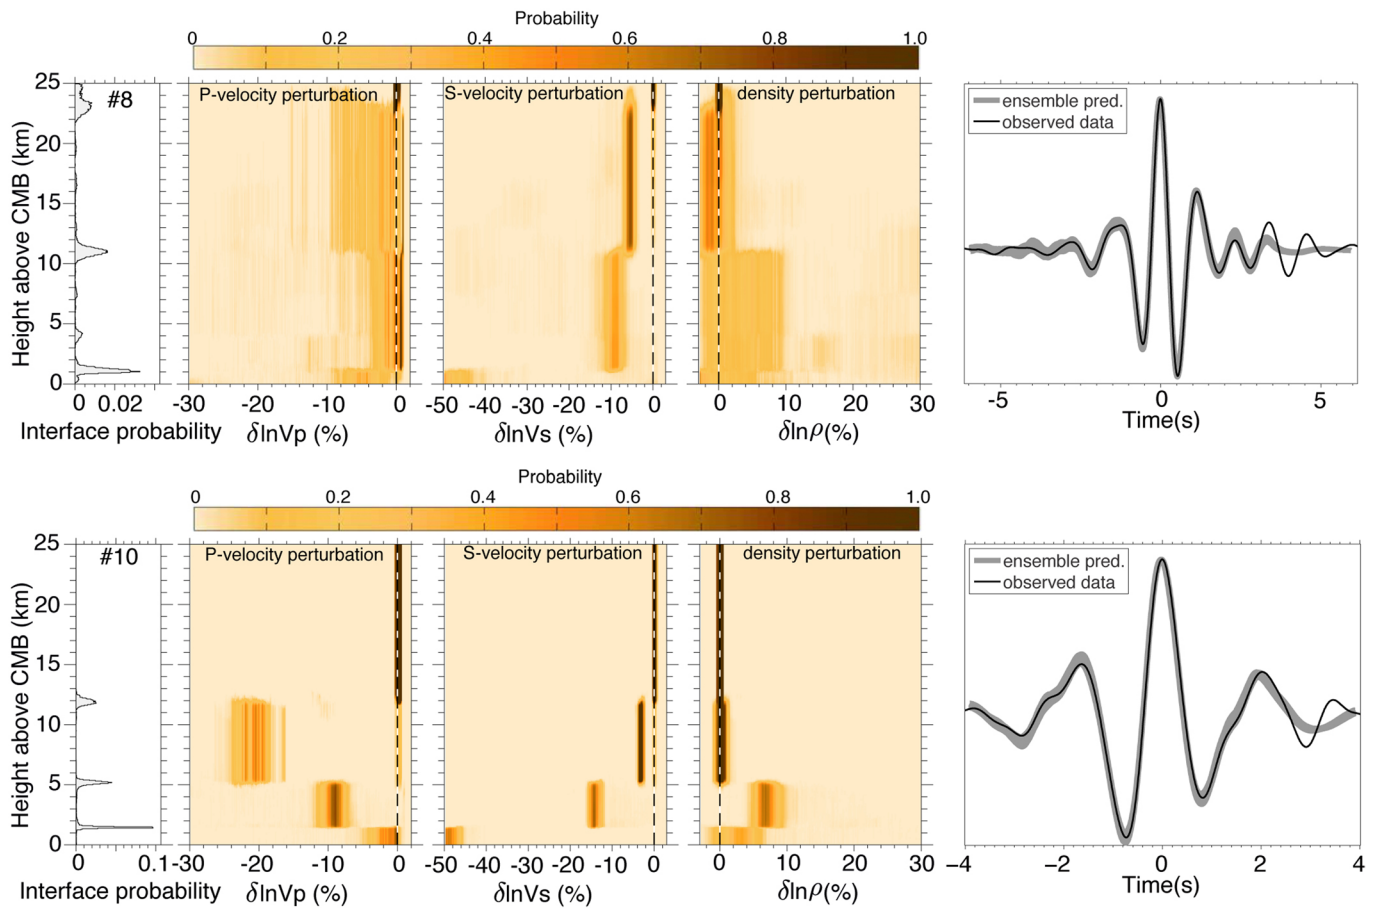 Probability
0 0.2 0.4 0.6 0.8 1.0
#8
P-velocity perturbation
S-velocity perturbation
density perturbation
ensemble pred.
observed data
Height above CMB (km)
25
20
15
10
5
0
0 0.02
-30 -20 -10 0
-50 -40 -30 -20 -10 0
0 10 20 30
-5 0 5
Interface probability
δlnVp (%)
δlnVs (%)
δlnρ(%)
Time(s)
Probability
0 0.2 0.4 0.6 0.8 1.0
#10
P-velocity perturbation
S-velocity perturbation
density perturbation
ensemble pred.
observed data
Height above CMB (km)
25
20
15
10
5
0
0 0.1
-30 -20 -10 0
-50 -40 -30 -20 -10 0
0 10 20 30
−4 −2 0 2 4
Interface probability
δlnVp (%)
δlnVs (%)
δlnρ(%)
Time(s)